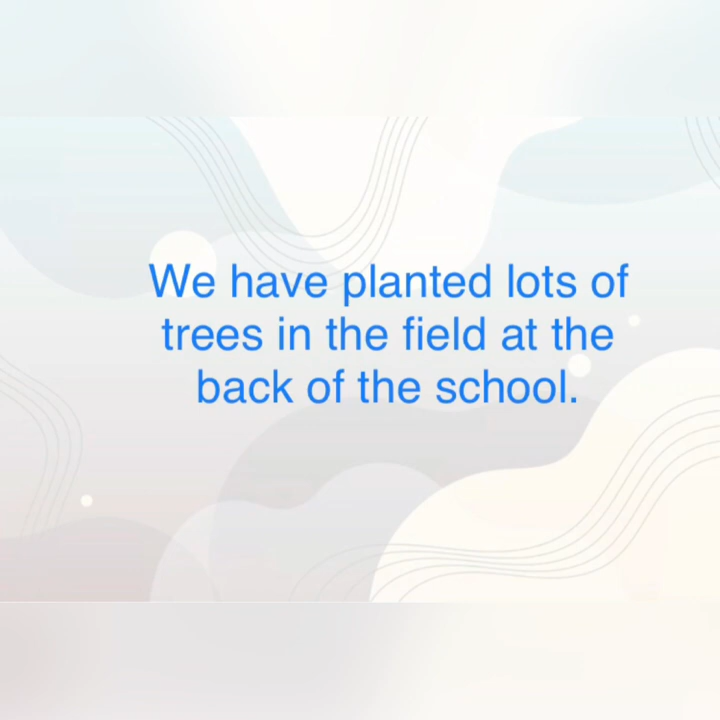 We have planted lots of
trees in the field at the
back of the school.